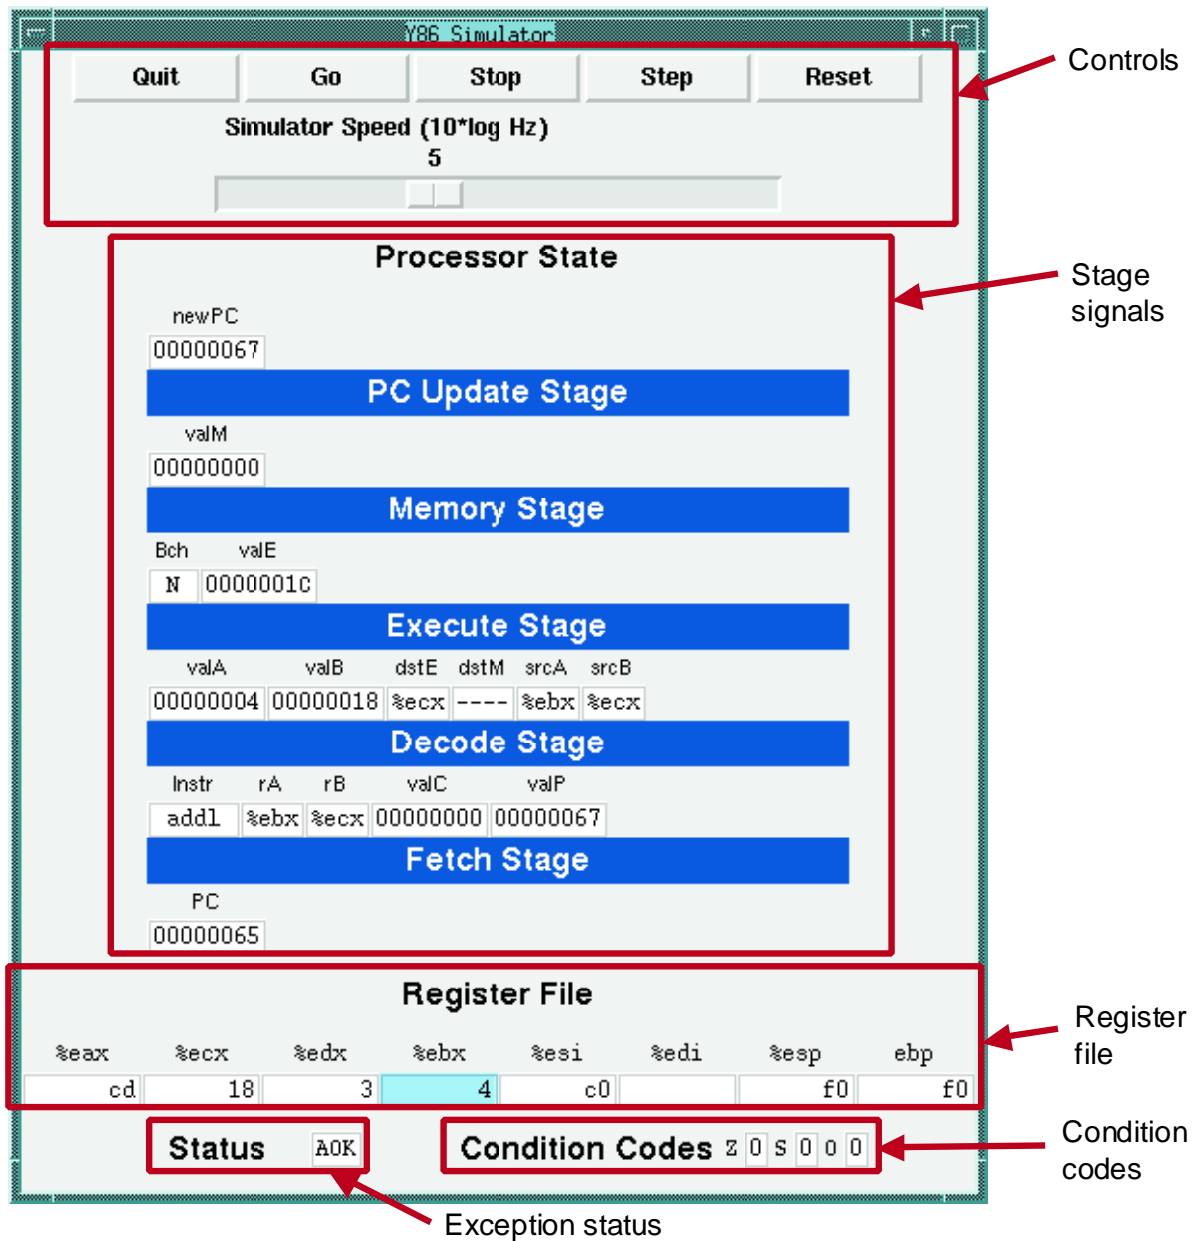 Y86 Simulator
Quit Go Stop Step Reset
Controls
Simulator Speed (10*log Hz)
5
Processor State
Stage
signals
newPC
00000067
PC Update Stage
valM
00000000
Memory Stage
Bch valE
N 0000001C
Execute Stage
valA valB dstE dstM srcA srcB
00000004 00000018 %ecx ---- %ebx %ecx
Decode Stage
Instr rA rB valC valP
addl %ebx %ecx 00000000 00000067
Fetch Stage
PC
00000065
Register File
Register
file
%eax %ecx %edx %ebx %esi %edi %esp ebp
cd 18 3 4 c0 f0 f0
Status AOK Condition Codes Z 0 S 0 O 0
Condition
codes
Exception status